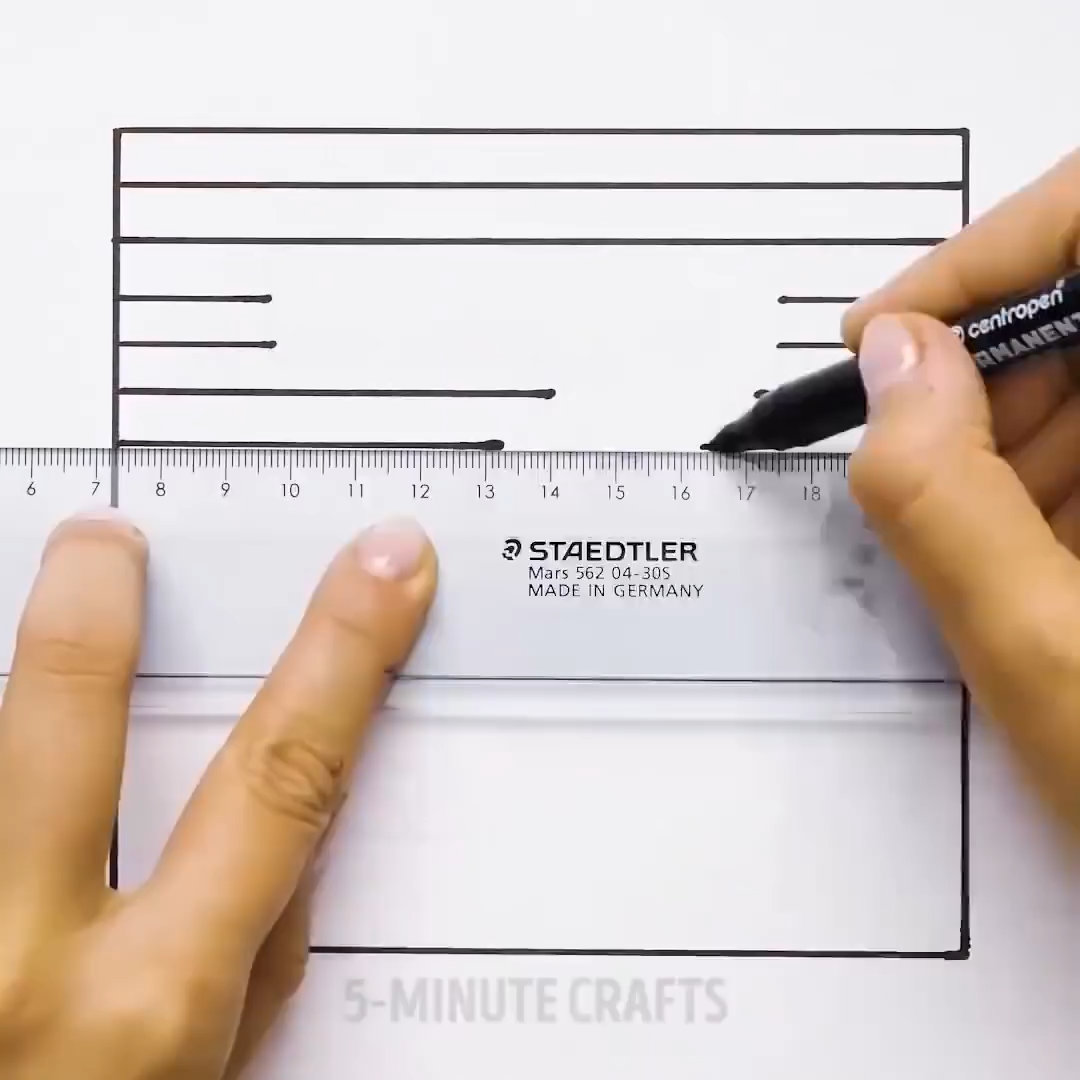 centropen
RMANENT
6 7 8 9 10 11 12 13 14 15 16 17 18
STAEDTLER
Mars 562 04-30S
MADE IN GERMANY
5-MINUTE CRAFTS